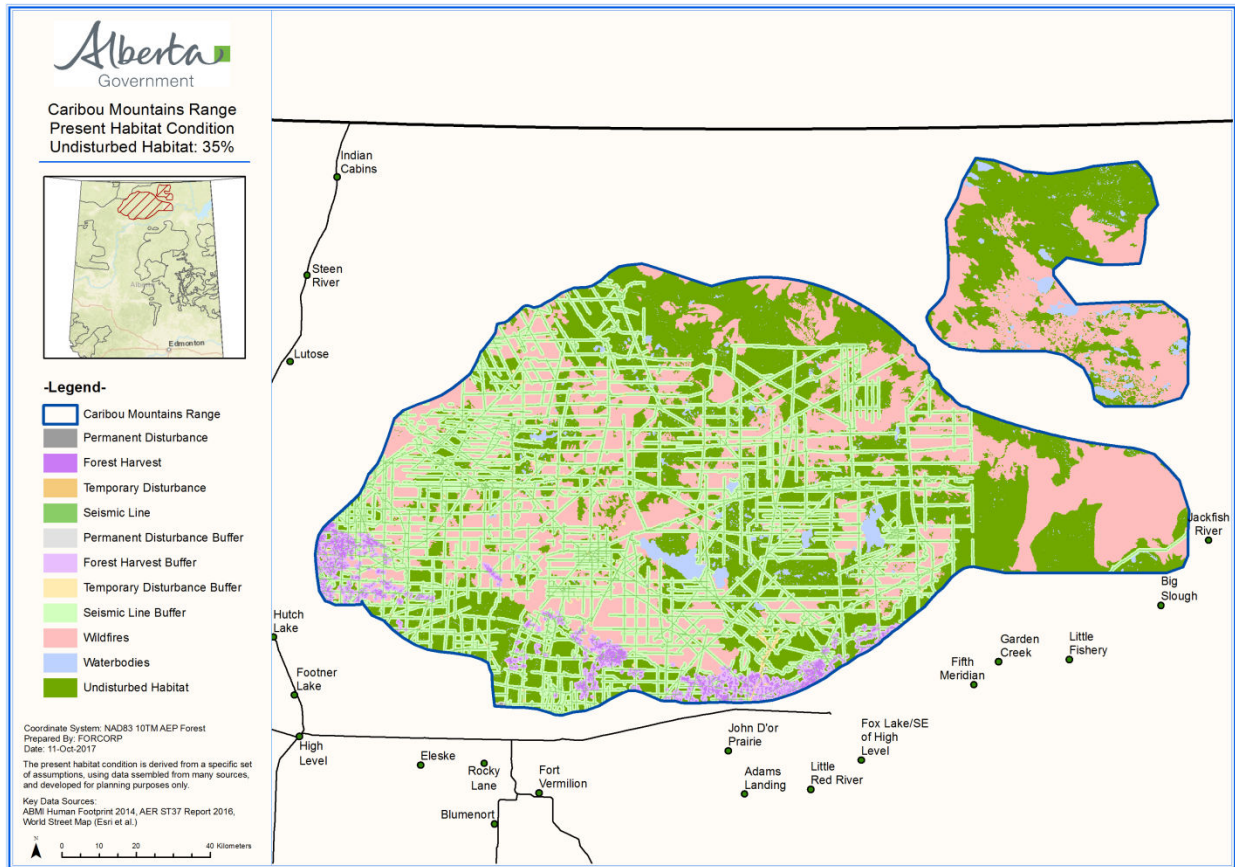 Alberta
Government
Caribou Mountains Range
Present Habitat Condition
Undisturbed Habitat: 35%
Alberta
Edmonton
-Legend-
Caribou Mountains Range
Permanent Disturbance
Forest Harvest
Temporary Disturbance
Seismic Line
Permanent Disturbance Buffer
Forest Harvest Buffer
Temporary Disturbance Buffer
Seismic Line Buffer
Wildfires
Waterbodies
Undisturbed Habitat
Coordinate System: NAD83 10TM AEP Forest
Prepared By: FORCORP
Date: 11-Oct-2017
The present habitat condition is derived from a specific set
of assumptions, using data ssembled from many sources,
and developed for planning purposes only.
Key Data Sources:
ABMI Human Footprint 2014, AER ST37 Report 2016,
World Street Map (Esri et al.)
N
0 10 20 40 Kilometers
Indian
Cabins
Steen
River
Lutose
Hutch
Lake
Footner
Lake
High
Level
Eleske
Rocky
Lane
Fort
Vermilion
Blumenort
John D'or
Prairie
Adams
Landing
Little
Red River
Fox Lake/SE
of High
Level
Fifth
Meridian
Garden
Creek
Little
Fishery
Big
Slough
Jackfish
River